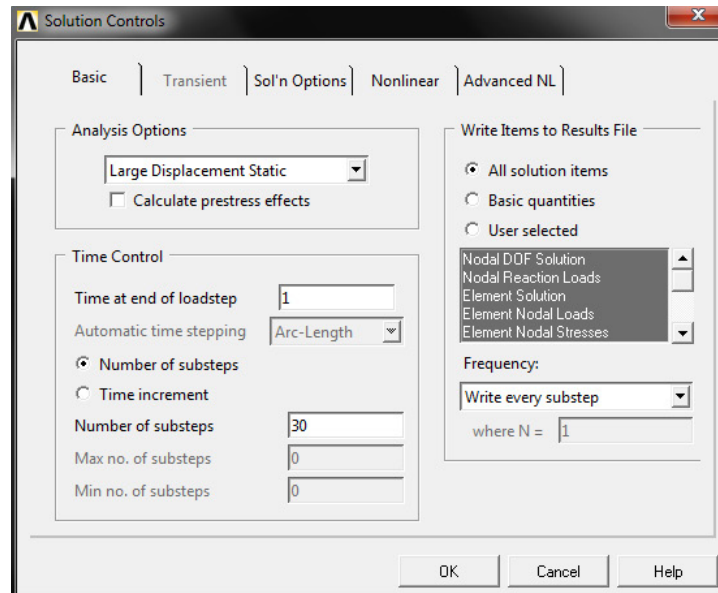 Solution Controls
Basic
Transient
Sol'n Options
Nonlinear
Advanced NL
Analysis Options
Large Displacement Static
Calculate prestress effects
Time Control
Time at end of loadstep 1
Automatic time stepping Arc-Length
Number of substeps
Time increment
Number of substeps 30
Max no. of substeps 0
Min no. of substeps 0
Write Items to Results File
All solution items
Basic quantities
User selected
Nodal DOF Solution
Nodal Reaction Loads
Element Solution
Element Nodal Loads
Element Nodal Stresses
Frequency:
Write every substep
where N = 1
OK
Cancel
Help